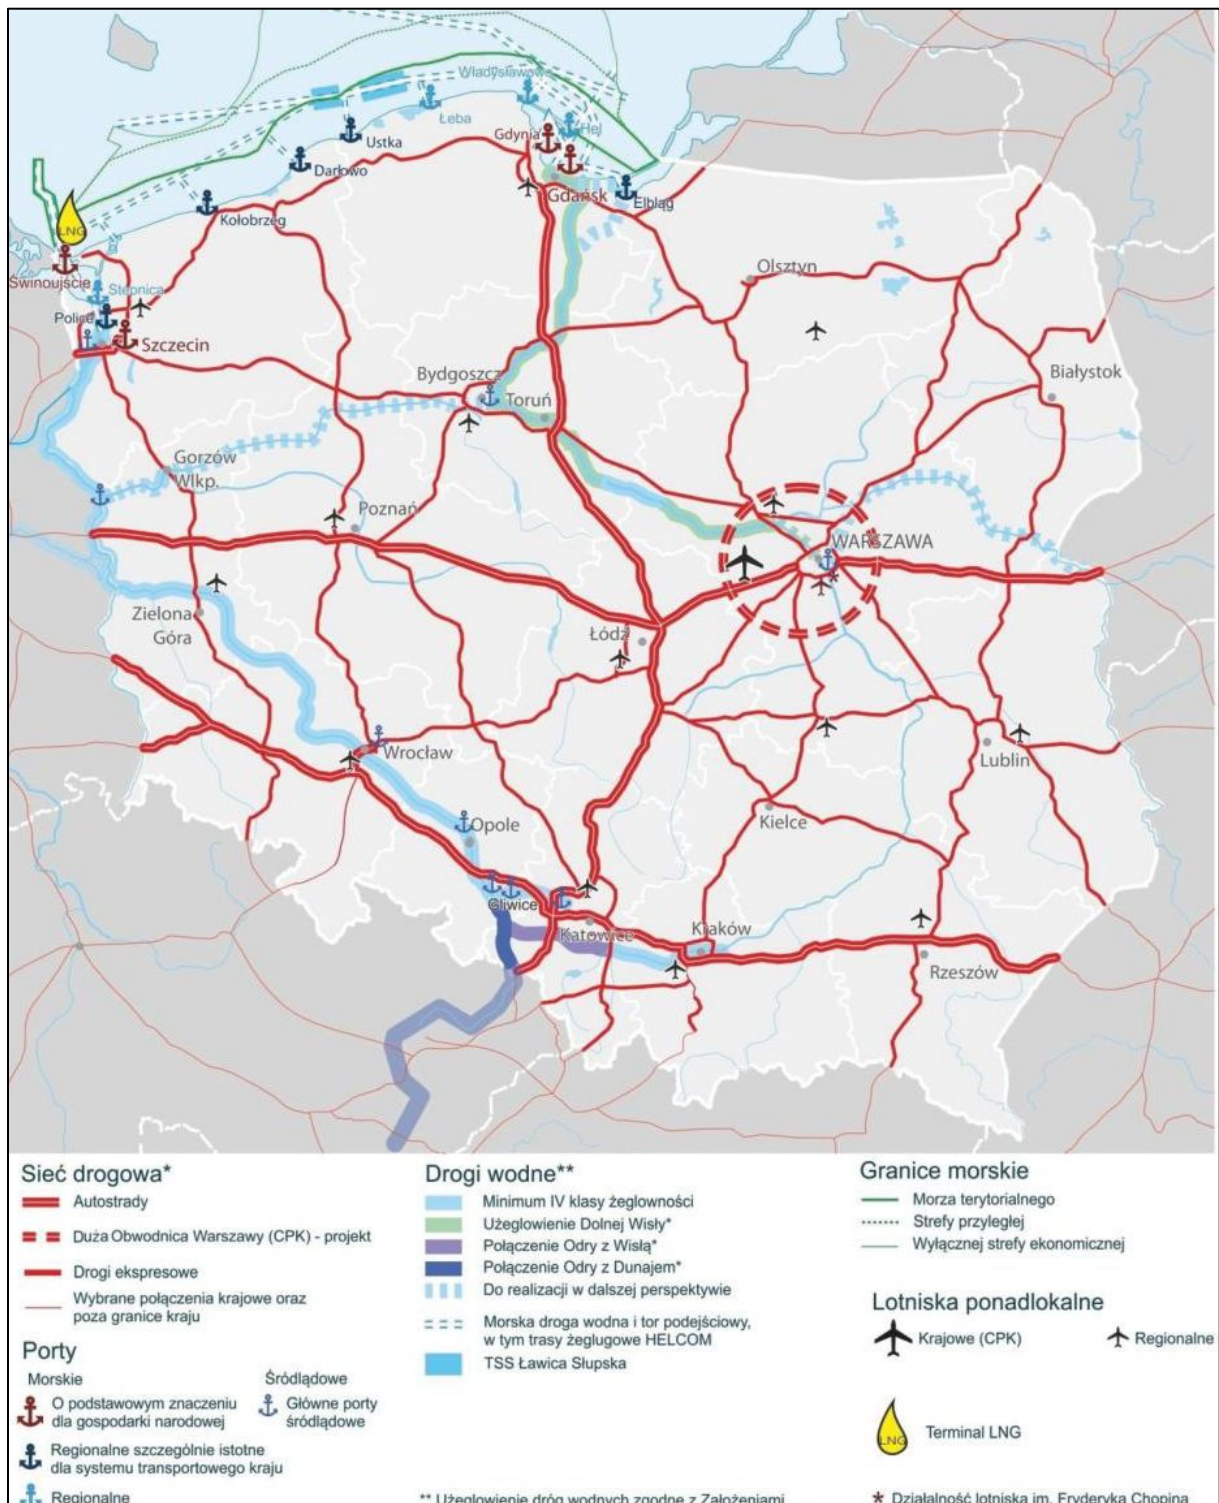 Władysławowo
Łeba
Hel
Gdynia
Ustka
Darłowo
Gdańsk
Elbląg
Kołobrzeg
LNG
Świnoujście
Stepnica
Police
Szczecin
Olsztyn
Bydgoszcz
Toruń
Białystok
Gorzów
Wlkp.
Poznań
WARSZAWA
*
Zielona
Góra
Łódź
Wrocław
Lublin
Opole
Kielce
Gliwice
Katowice
Kraków
Rzeszów
Sieć drogowa*
Autostrady
Duża Obwodnica Warszawy (CPK) - projekt
Drogi ekspresowe
Wybrane połączenia krajowe oraz
poza granice kraju
Porty
Morskie
Śródlądowe
O podstawowym znaczeniu
dla gospodarki narodowej
Główne porty
śródlądowe
Regionalne szczególnie istotne
dla systemu transportowego kraju
Regionalne
Drogi wodne**
Minimum IV klasy żeglowności
Użeglowienie Dolnej Wisły*
Połączenie Odry z Wisłą*
Połączenie Odry z Dunajem*
Do realizacji w dalszej perspektywie
Morska droga wodna i tor podejściowy,
w tym trasy żeglugowe HELCOM
TSS Ławica Słupska
** Użeglowienie dróg wodnych zgodne z Założeniami
Granice morskie
Morza terytorialnego
Strefy przyległej
Wyłącznej strefy ekonomicznej
Lotniska ponadlokalne
Krajowe (CPK)
Regionalne
LNG
Terminal LNG
* Działalność lotniska im. Fryderyka Chopina